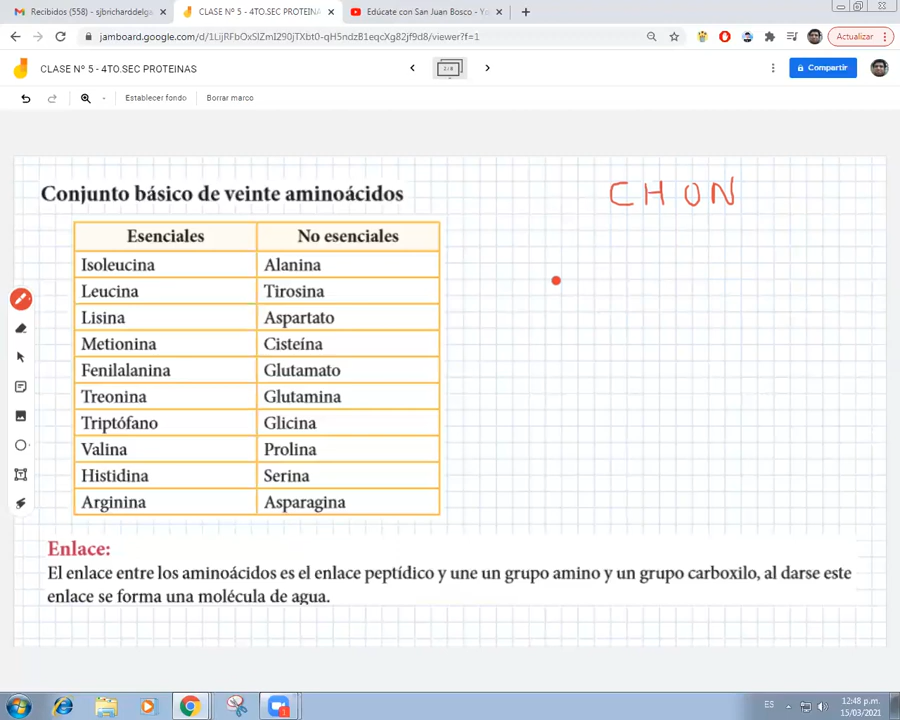 Recibidos (558) - sjbricharddelga
CLASE Nº 5 - 4TO.SEC PROTEINA
Edúcate con San Juan Bosco - Yo
jamboard.google.com/d/
/viewer?f=1
Actualizar
CLASE Nº 5 - 4TO.SEC PROTEINAS
2/8
Compartir
Establecer fondo
Borrar marco
Conjunto básico de veinte aminoácidos
C H O N
Esenciales No esenciales
Isoleucina Alanina
Leucina Tirosina
Lisina Aspartato
Metionina Cisteína
Fenilalanina Glutamato
Treonina Glutamina
Triptófano Glicina
Valina Prolina
Histidina Serina
Arginina Asparagina
Enlace:
El enlace entre los aminoácidos es el enlace peptídico y une un grupo amino y un grupo carboxilo, al darse este
enlace se forma una molécula de agua.
ES
12:48 p.m.
15/03/2021